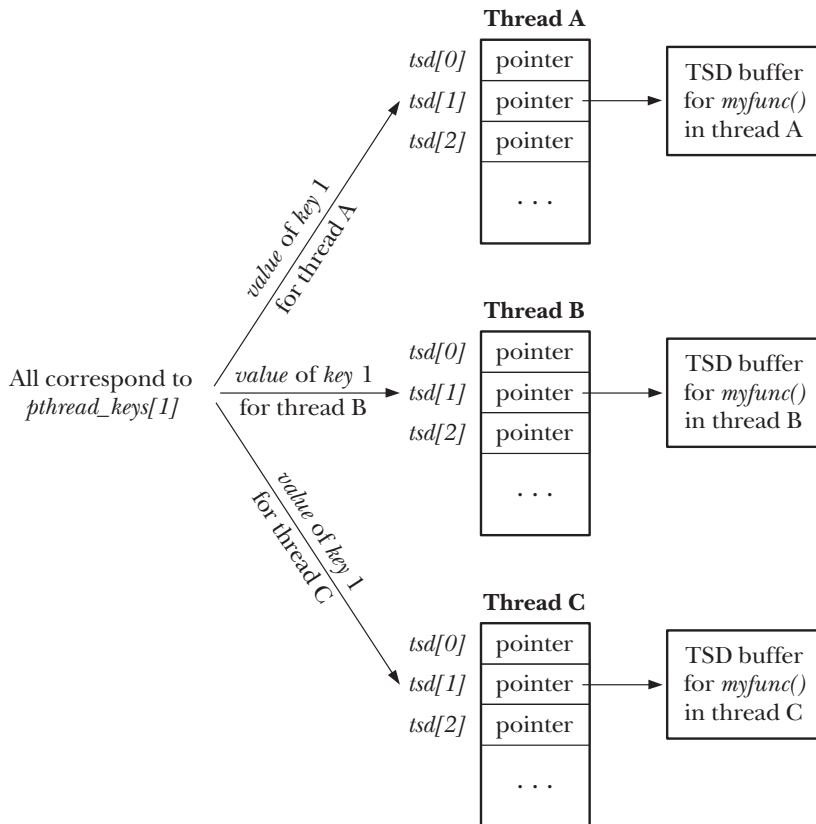 Thread A
tsd[0] pointer
tsd[1] pointer
tsd[2] pointer
. . .
TSD buffer
for myfunc()
in thread A
value of key 1
for thread A
Thread B
tsd[0] pointer
tsd[1] pointer
tsd[2] pointer
. . .
TSD buffer
for myfunc()
in thread B
All correspond to
pthread_keys[1]
value of key 1
for thread B
value of key 1
for thread C
Thread C
tsd[0] pointer
tsd[1] pointer
tsd[2] pointer
. . .
TSD buffer
for myfunc()
in thread C